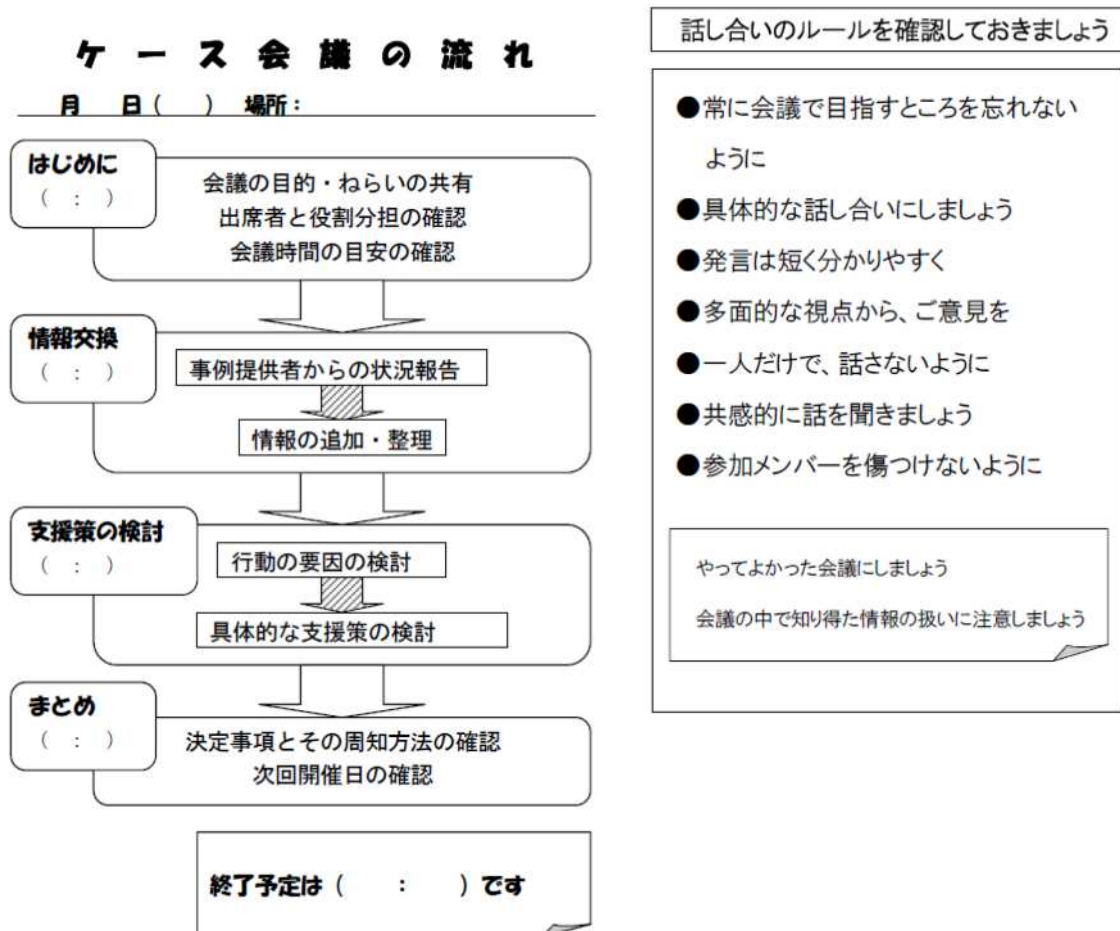 ケース会議の流れ
月　日（　）　場所：
はじめに
（　：　）
会議の目的・ねらいの共有
出席者と役割分担の確認
会議時間の目安の確認
情報交換
（　：　）
事例提供者からの状況報告
情報の追加・整理
支援策の検討
（　：　）
行動の要因の検討
具体的な支援策の検討
まとめ
（　：　）
決定事項とその周知方法の確認
次回開催日の確認
終了予定は（　：　）です
話し合いのルールを確認しておきましょう
●常に会議で目指すところを忘れない
ように
●具体的な話し合いにしましょう
●発言は短く分かりやすく
●多面的な視点から、ご意見を
●一人だけで、話さないように
●共感的に話を聞きましょう
●参加メンバーを傷つけないように
やってよかった会議にしましょう
会議の中で知り得た情報の扱いに注意しましょう